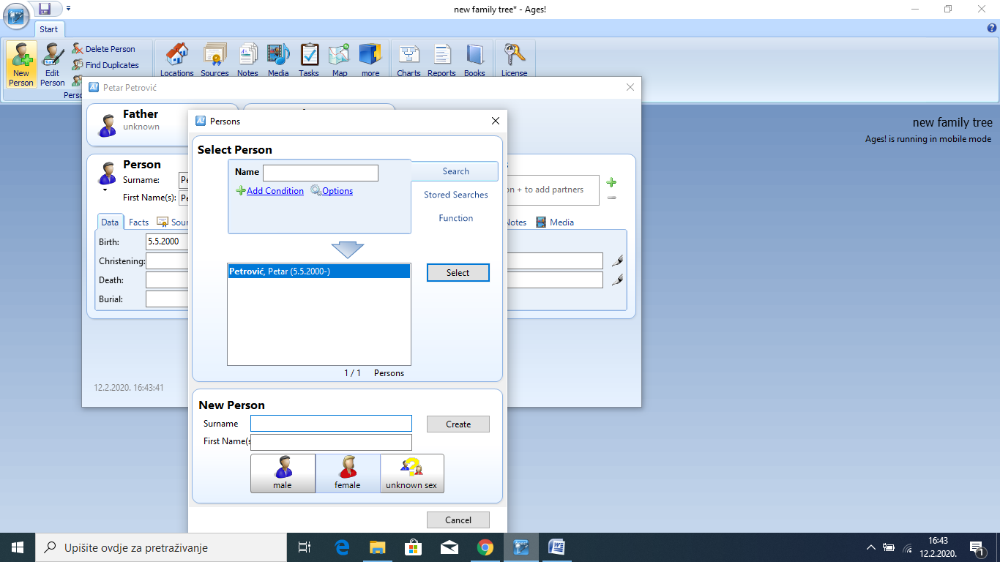 new family tree* - Ages!
Start
New Person
Edit Person
Delete Person
Find Duplicates
Locations
Sources
Notes
Media
Tasks
Map
more
Charts
Reports
Books
License
new family tree
Ages! is running in mobile mode
Petar Petrović
Father
unknown
Person
Surname:
First Name(s):
on + to add partners
Data
Facts
Notes
Media
Birth:
5.5.2000
Christening:
Death:
Burial:
12.2.2020. 16:43:41
Persons
Select Person
Name
Add Condition
Options
Search
Stored Searches
Function
Petrović, Petar (5.5.2000-)
Select
1 / 1 Persons
New Person
Surname
Create
First Name(s
male
female
unknown sex
Cancel
Upišite ovdje za pretraživanje
16:43
12.2.2020.
1